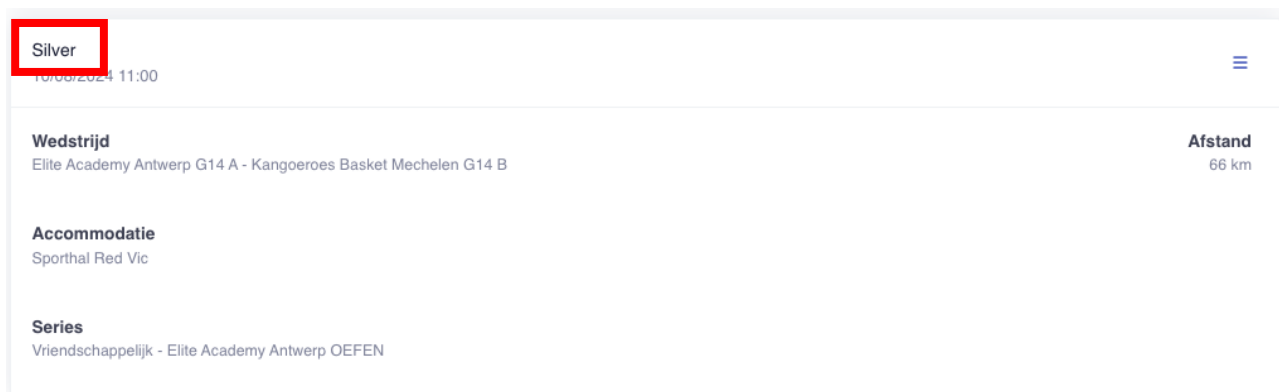 Silver
10/08/2024 11:00
Wedstrijd
Elite Academy Antwerp G14 A - Kangoeroes Basket Mechelen G14 B
Afstand
66 km
Accommodatie
Sporthal Red Vic
Series
Vriendschappelijk - Elite Academy Antwerp OEFEN